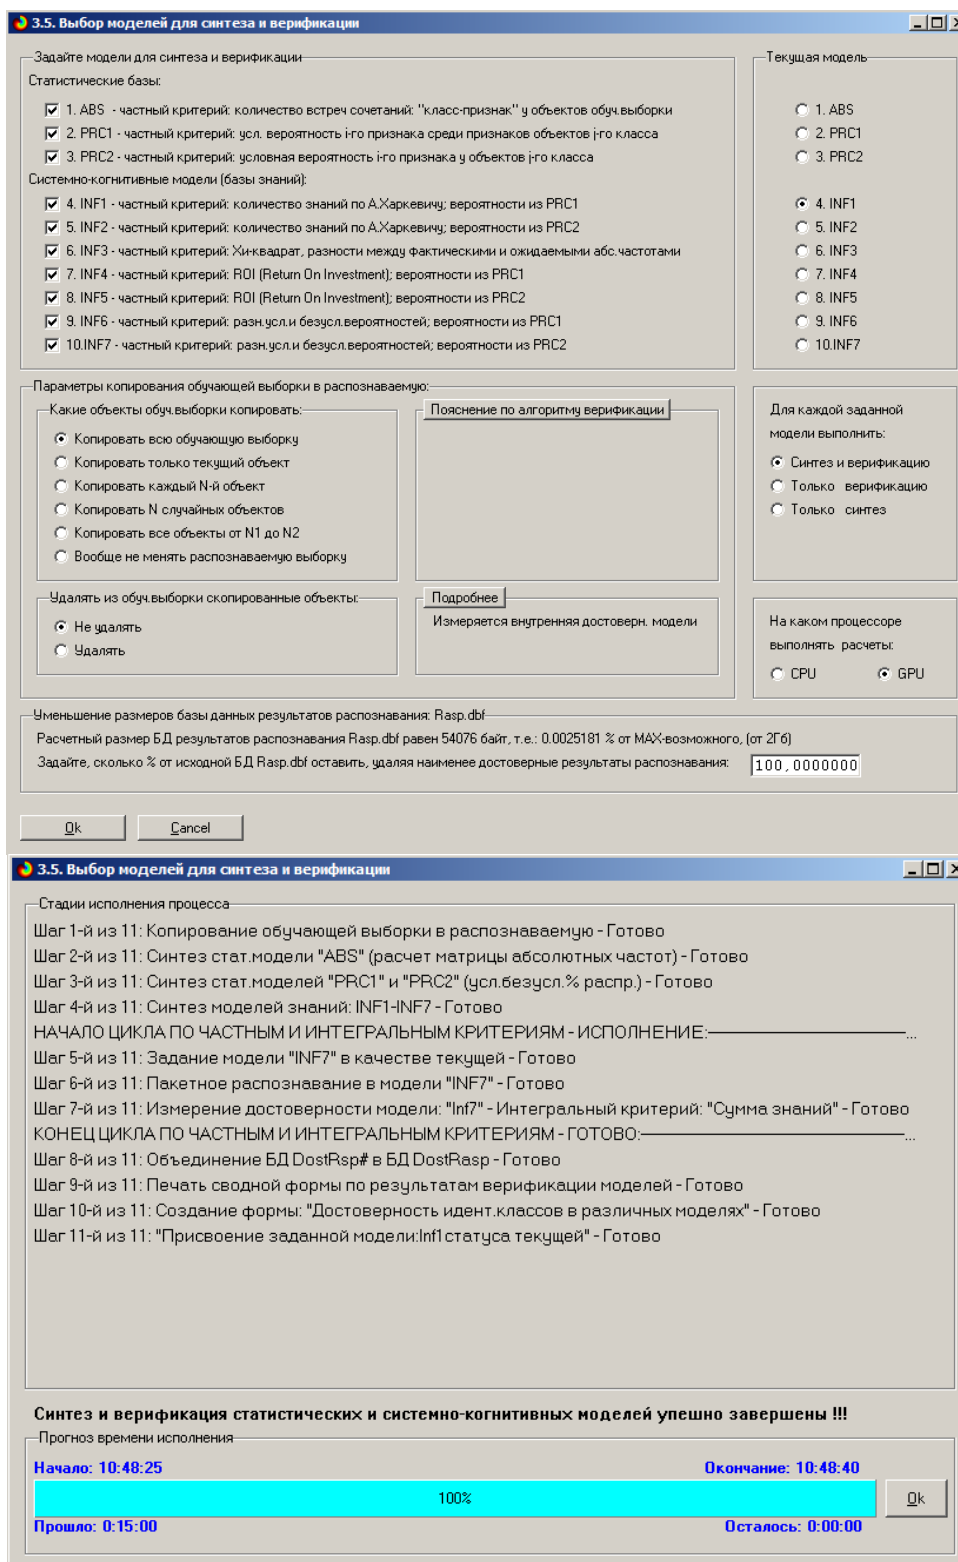 3.5. Выбор моделей для синтеза и верификации
Задайте модели для синтеза и верификации
Статистические базы:
1. ABS - частный критерий: количество встреч сочетаний: "класс-признак" у объектов обуч.выборки
2. PRC1 - частный критерий: усл. вероятность i-го признака среди признаков объектов j-го класса
3. PRC2 - частный критерий: условная вероятность i-го признака у объектов j-го класса
Системно-когнитивные модели (базы знаний):
4. INF1 - частный критерий: количество знаний по А.Харкевичу; вероятности из PRC1
5. INF2 - частный критерий: количество знаний по А.Харкевичу; вероятности из PRC2
6. INF3 - частный критерий: Хи-квадрат, разности между фактическими и ожидаемыми абс.частотами
7. INF4 - частный критерий: ROI (Return On Investment); вероятности из PRC1
8. INF5 - частный критерий: ROI (Return On Investment); вероятности из PRC2
9. INF6 - частный критерий: разн.усл.и безусл.вероятностей; вероятности из PRC1
10.INF7 - частный критерий: разн.усл.и безусл.вероятностей; вероятности из PRC2
Текущая модель
1. ABS
2. PRC1
3. PRC2
4. INF1
5. INF2
6. INF3
7. INF4
8. INF5
9. INF6
10.INF7
Параметры копирования обучающей выборки в распознаваемую:
Какие объекты обуч.выборки копировать:
Копировать всю обучающую выборку
Копировать только текущий объект
Копировать каждый N-й объект
Копировать N случайных объектов
Копировать все объекты от N1 до N2
Вообще не менять распознаваемую выборку
Пояснение по алгоритму верификации
Для каждой заданной
модели выполнить:
Синтез и верификацию
Только верификацию
Только синтез
Удалять из обуч.выборки скопированные объекты:
Не удалять
Удалять
Подробнее
Измеряется внутренняя достоверн. модели
На каком процессоре
выполнять расчеты:
CPU GPU
Уменьшение размеров базы данных результатов распознавания: Rasp.dbf
Расчетный размер БД результатов распознавания Rasp.dbf равен 54076 байт, т.е.: 0.0025181 % от MAX-возможного, (от 2Гб)
Задайте, сколько % от исходной БД Rasp.dbf оставить, удаляя наименее достоверные результаты распознавания: 100,0000000
Ok Cancel
3.5. Выбор моделей для синтеза и верификации
Стадии исполнения процесса
Шаг 1-й из 11: Копирование обучающей выборки в распознаваемую - Готово
Шаг 2-й из 11: Синтез стат.модели "ABS" (расчет матрицы абсолютных частот) - Готово
Шаг 3-й из 11: Синтез стат.моделей "PRC1" и "PRC2" (усл.безусл.% распр.) - Готово
Шаг 4-й из 11: Синтез моделей знаний: INF1-INF7 - Готово
НАЧАЛО ЦИКЛА ПО ЧАСТНЫМ И ИНТЕГРАЛЬНЫМ КРИТЕРИЯМ - ИСПОЛНЕНИЕ:————————...
Шаг 5-й из 11: Задание модели "INF7" в качестве текущей - Готово
Шаг 6-й из 11: Пакетное распознавание в модели "INF7" - Готово
Шаг 7-й из 11: Измерение достоверности модели: "Inf7" - Интегральный критерий: "Сумма знаний" - Готово
КОНЕЦ ЦИКЛА ПО ЧАСТНЫМ И ИНТЕГРАЛЬНЫМ КРИТЕРИЯМ - ГОТОВО:————————...
Шаг 8-й из 11: Объединение БД DostRsp# в БД DostRasp - Готово
Шаг 9-й из 11: Печать сводной формы по результатам верификации моделей - Готово
Шаг 10-й из 11: Создание формы: "Достоверность идент.классов в различных моделях" - Готово
Шаг 11-й из 11: "Присвоение заданной модели:Inf1статуса текущей" - Готово
Синтез и верификация статистических и системно-когнитивных моделей упешно завершены !!!
Прогноз времени исполнения
Начало: 10:48:25 Окончание: 10:48:40
100%
Ok
Прошло: 0:15:00 Осталось: 0:00:00